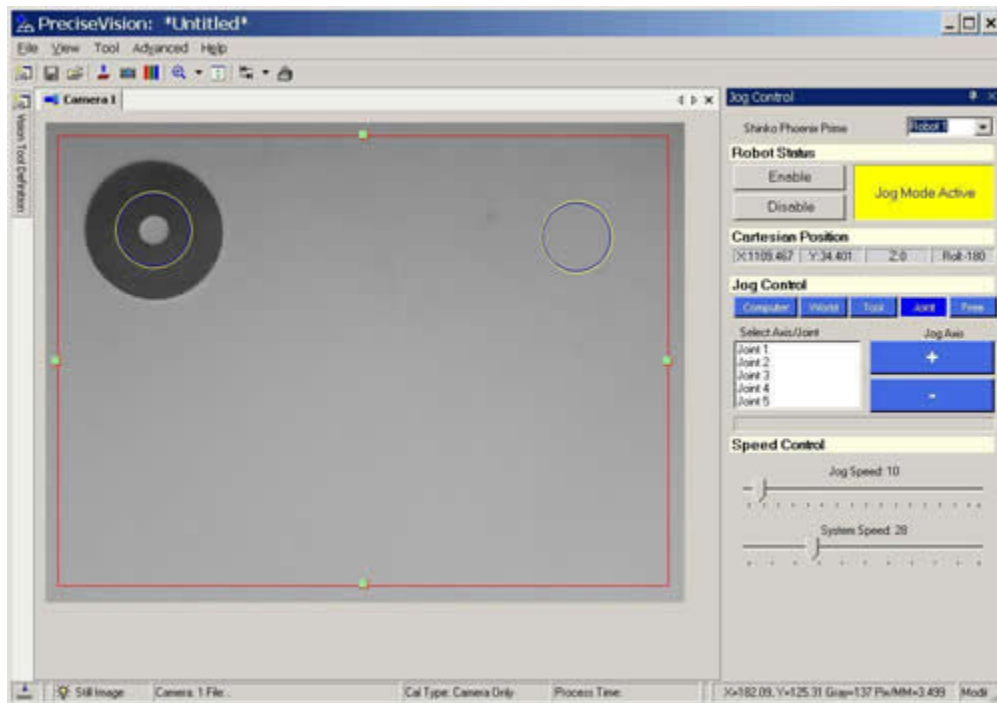 PreciseVision: *Untitled*
File View Tool Advanced Help
Camera 1
Vision Tool Definition
Jog Control
Shinko Phoenix Prime Robot 1
Robot Status
Enable
Disable
Jog Mode Active
Cartesian Position
X:1109.467 Y:34.401 Z:0 Roll:-180
Jog Control
Computer World Tool Joint Free
Select Axis/Joint
Jog Axis
Joint 1
Joint 2
Joint 3
Joint 4
Joint 5
+
-
Speed Control
Jog Speed: 10
System Speed: 28
Still Image Camera: 1 File:.. Cal Type: Camera Only Process Time: X=182.09, Y=125.31 Gray=137 Pix/MM=3.499 Modi